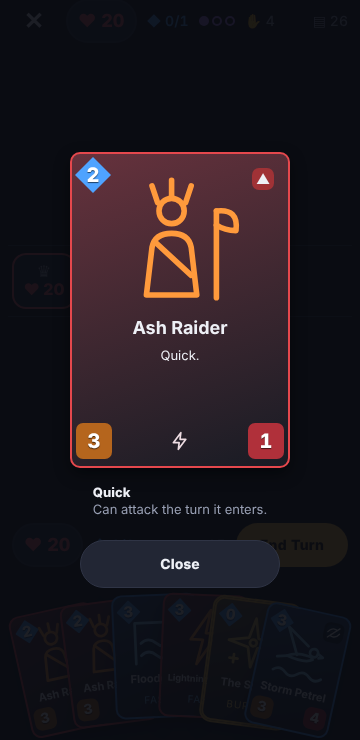 20 0/1 4 26
2
20
Ash Raider
Quick.
3 1
Quick
Can attack the turn it enters.
20 End Turn
Close
2 2 3 3 0 3
Ash R Ash R Flood Lightnin The S Storm Petrel
3 3 3 4